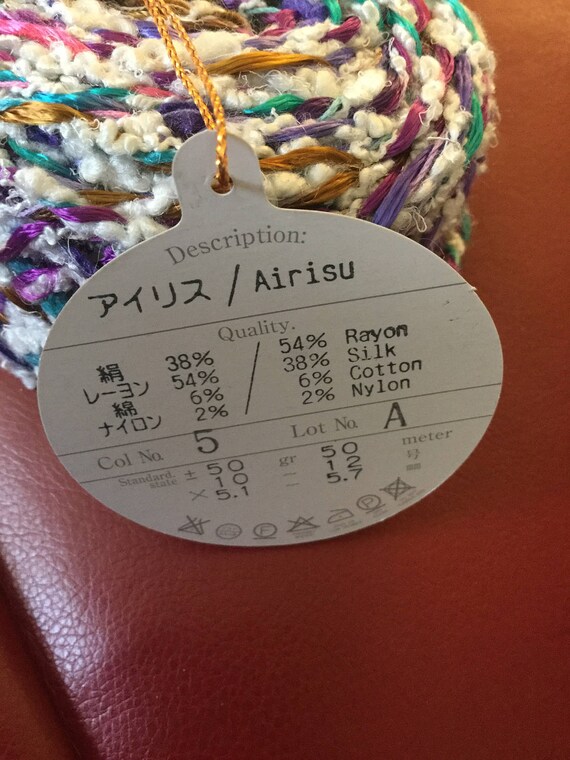 Description:
アイリス / Airisu
Quality.
絹 38% / 54% Rayon
レーヨン 54% 38% Silk
綿 6% 6% Cotton
ナイロン 2% 2% Nylon
Col No. 5 Lot No. A
Standard state ± 50 gr 50 meter
10 — 12 号
× 5.1 5.7